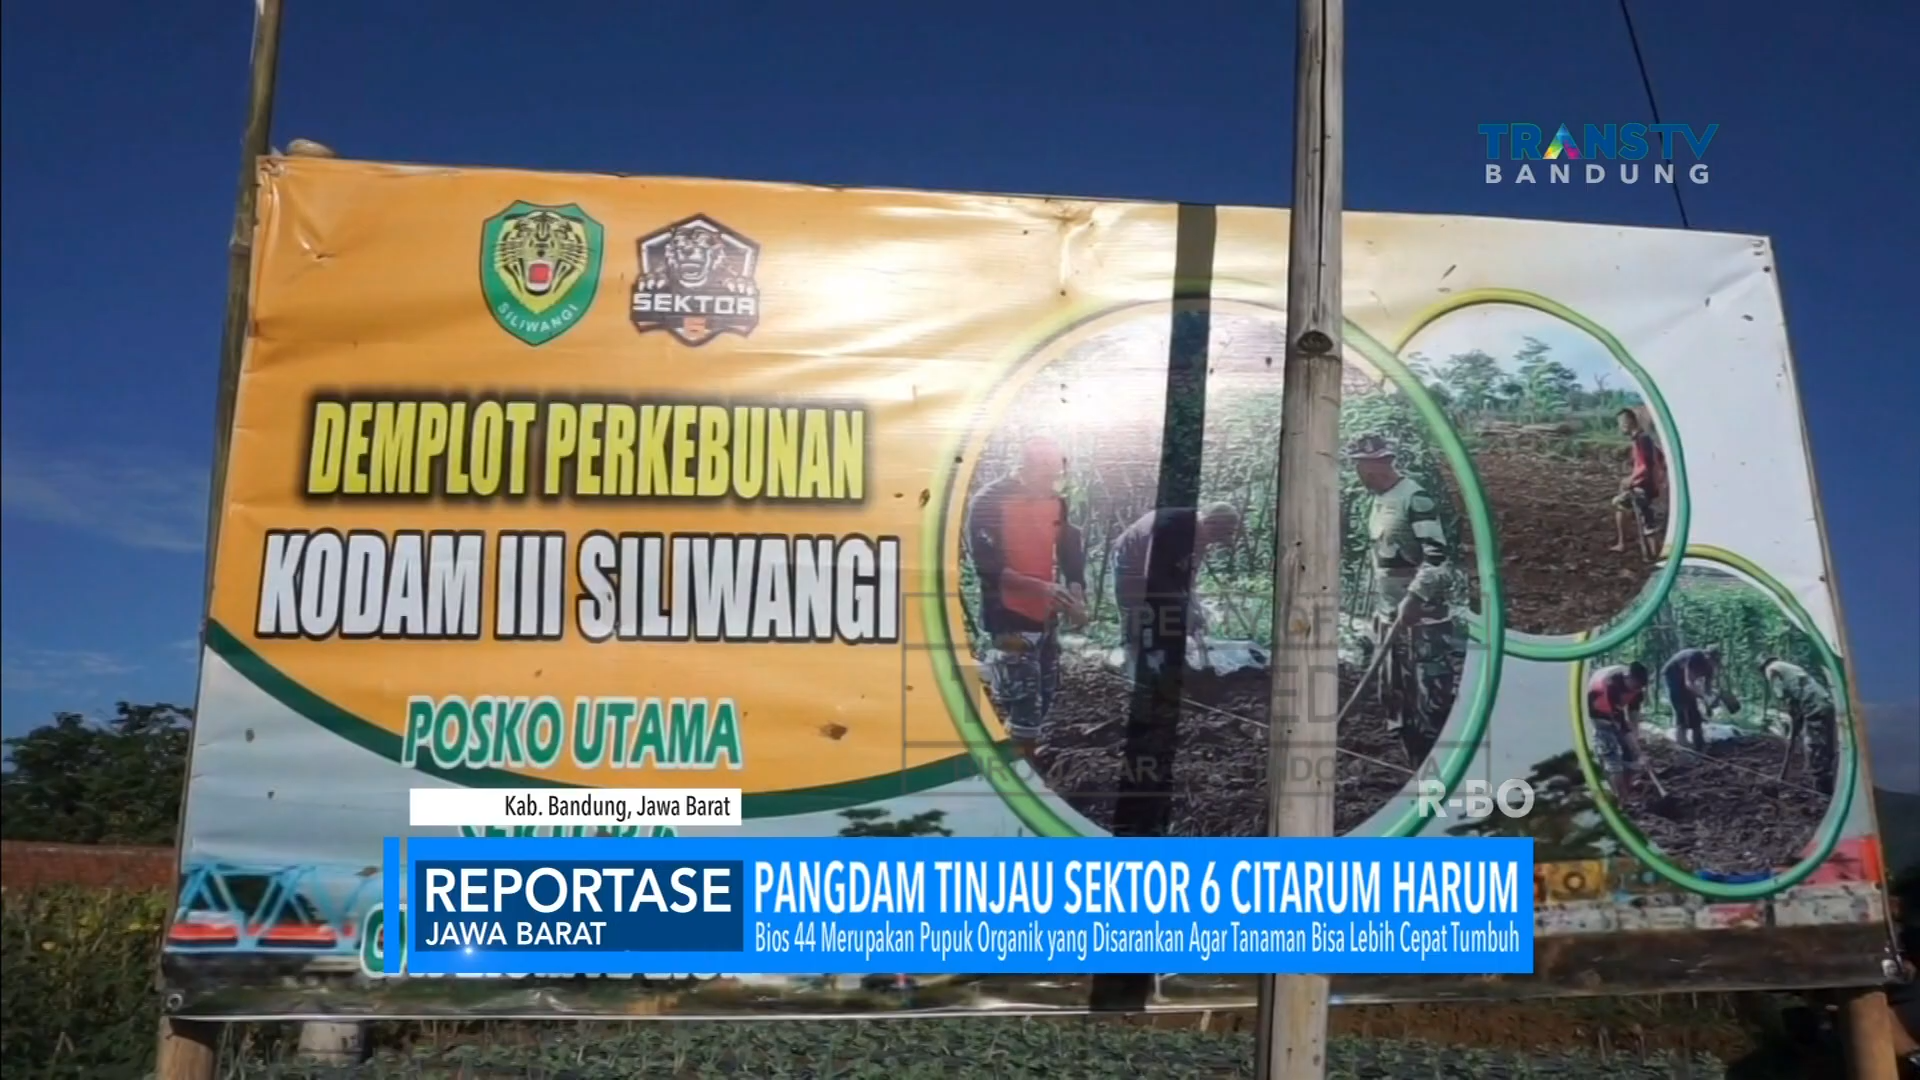 TRANSTV
BANDUNG
SILIWANGI
SEKTOR
6
DEMPLOT PERKEBUNAN
KODAM III SILIWANGI
POSKO UTAMA
Kab. Bandung, Jawa Barat
R-BO
REPORTASE
JAWA BARAT
PANGDAM TINJAU SEKTOR 6 CITARUM HARUM
Bios 44 Merupakan Pupuk Organik yang Disarankan Agar Tanaman Bisa Lebih Cepat Tumbuh